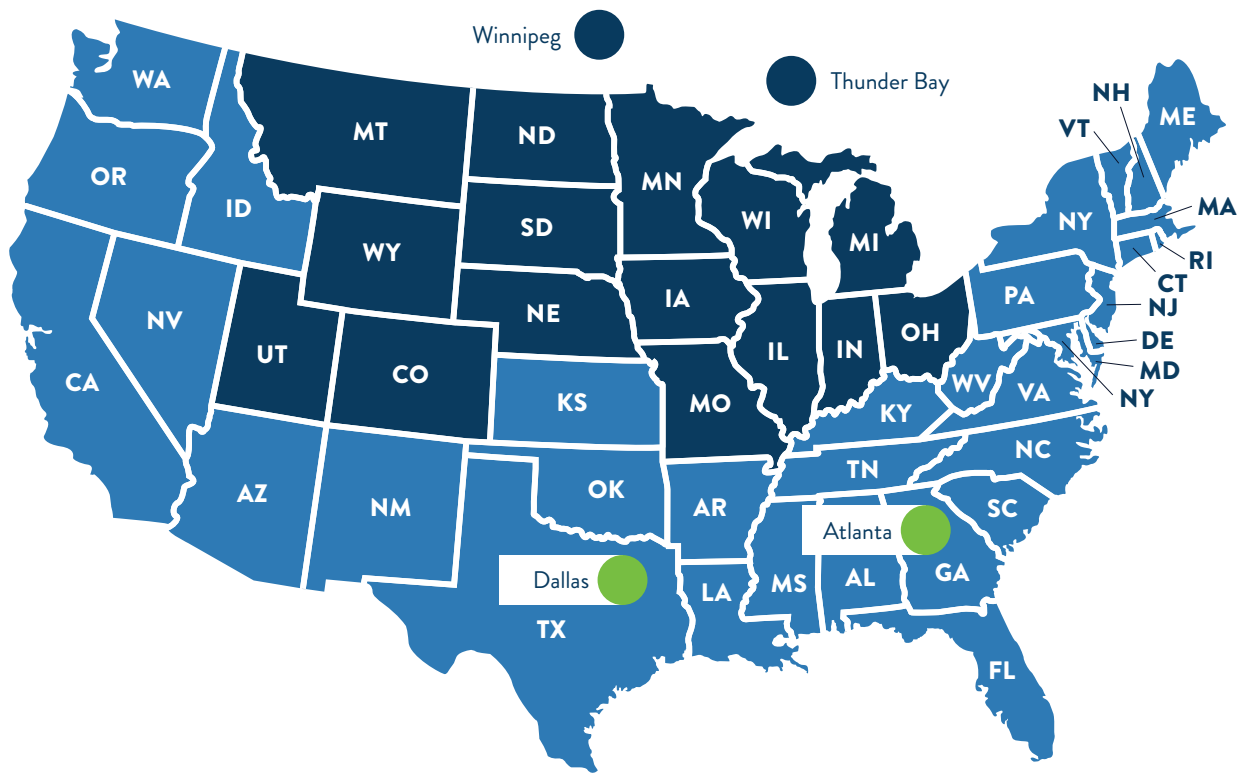 Winnipeg
Thunder Bay
WA
MT
ND
MN
NH
ME
VT
OR
ID
WY
SD
WI
MI
NY
MA
RI
CT
NV
UT
CO
NE
IA
IL
IN
OH
PA
NJ
DE
MD
NY
CA
KS
MO
KY
WV
VA
AZ
NM
OK
AR
TN
NC
SC
Dallas
Atlanta
TX
LA
MS
AL
GA
FL